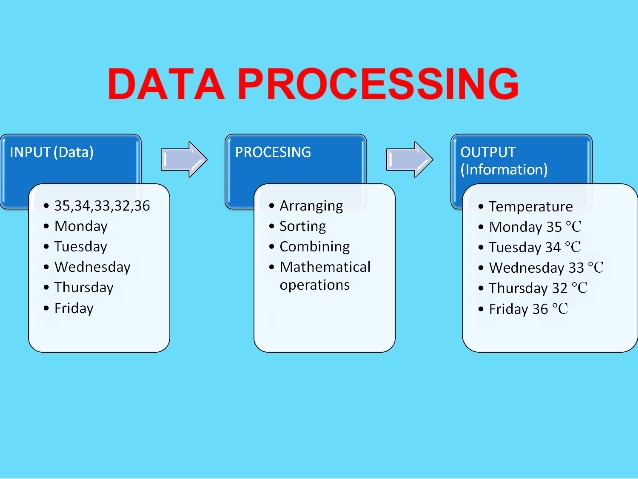 DATA PROCESSING
INPUT (Data)
• 35,34,33,32,36
• Monday
• Tuesday
• Wednesday
• Thursday
• Friday
PROCESING
• Arranging
• Sorting
• Combining
• Mathematical
operations
OUTPUT
(Information)
• Temperature
• Monday 35 °C
• Tuesday 34 °C
• Wednesday 33 °C
• Thursday 32 °C
• Friday 36 °C